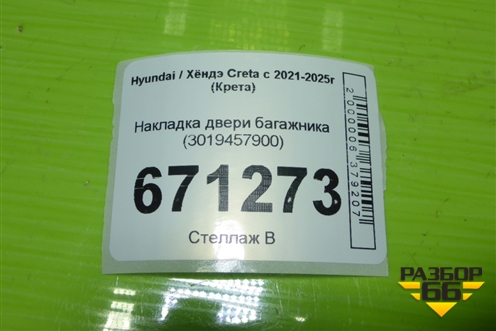 Hyundai / Хёндэ Creta с 2021-2025г
(Крета)
Накладка двери багажника
(3019457900)
671273
Стеллаж В
2000006379207
РАЗБОР
66